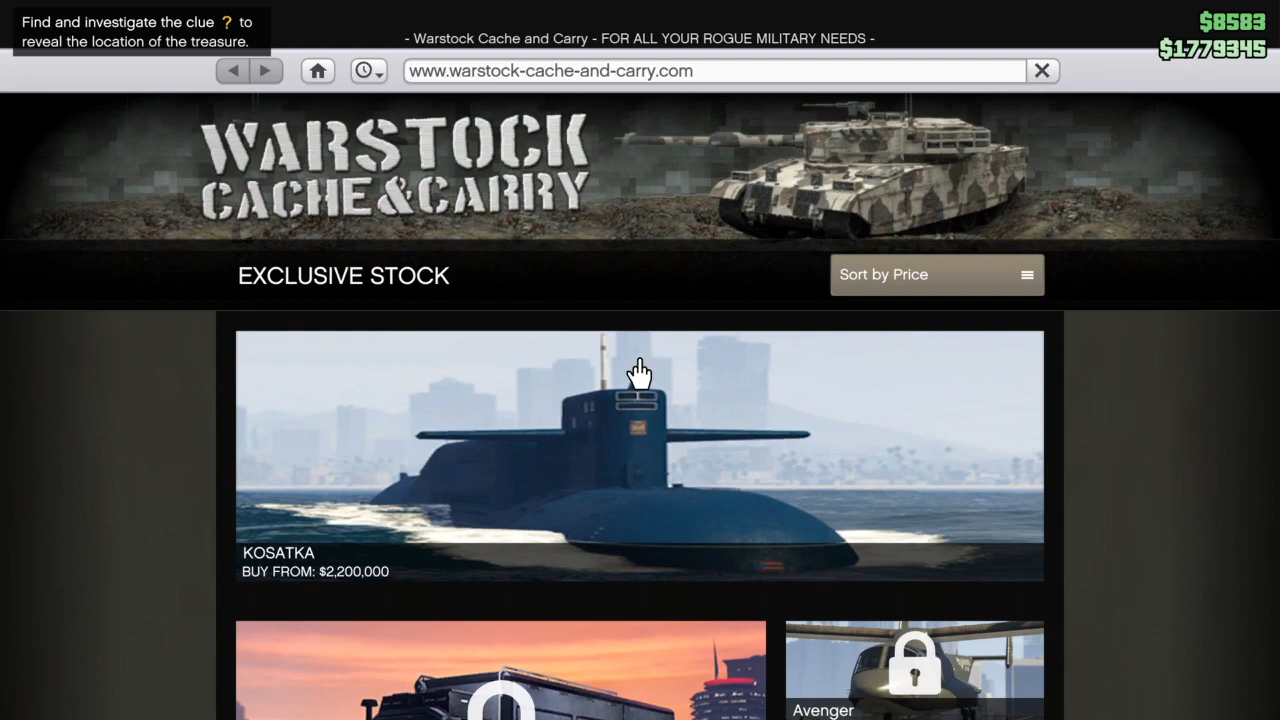 Find and investigate the clue ? to
reveal the location of the treasure.
- Warstock Cache and Carry - FOR ALL YOUR ROGUE MILITARY NEEDS -
$8583
$1779345
www.warstock-cache-and-carry.com
WARSTOCK
CACHE&CARRY
EXCLUSIVE STOCK
Sort by Price
KOSATKA
BUY FROM: $2,200,000
Avenger